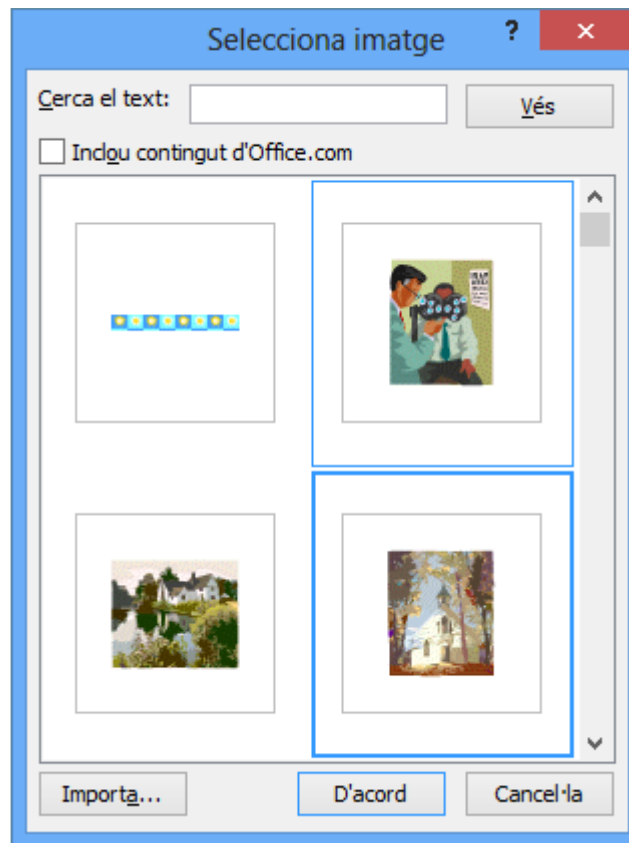 Selecciona imatge
?
Cerca el text:
Vés
Inclou contingut d'Office.com
Importa...
D'acord
Cancel·la